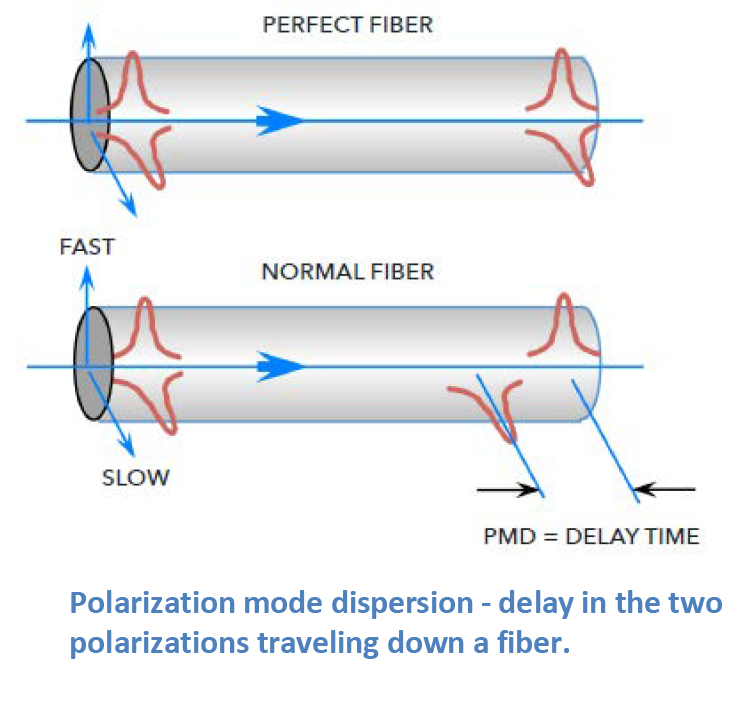 PERFECT FIBER
FAST
NORMAL FIBER
SLOW
PMD = DELAY TIME
Polarization mode dispersion - delay in the two
polarizations traveling down a fiber.